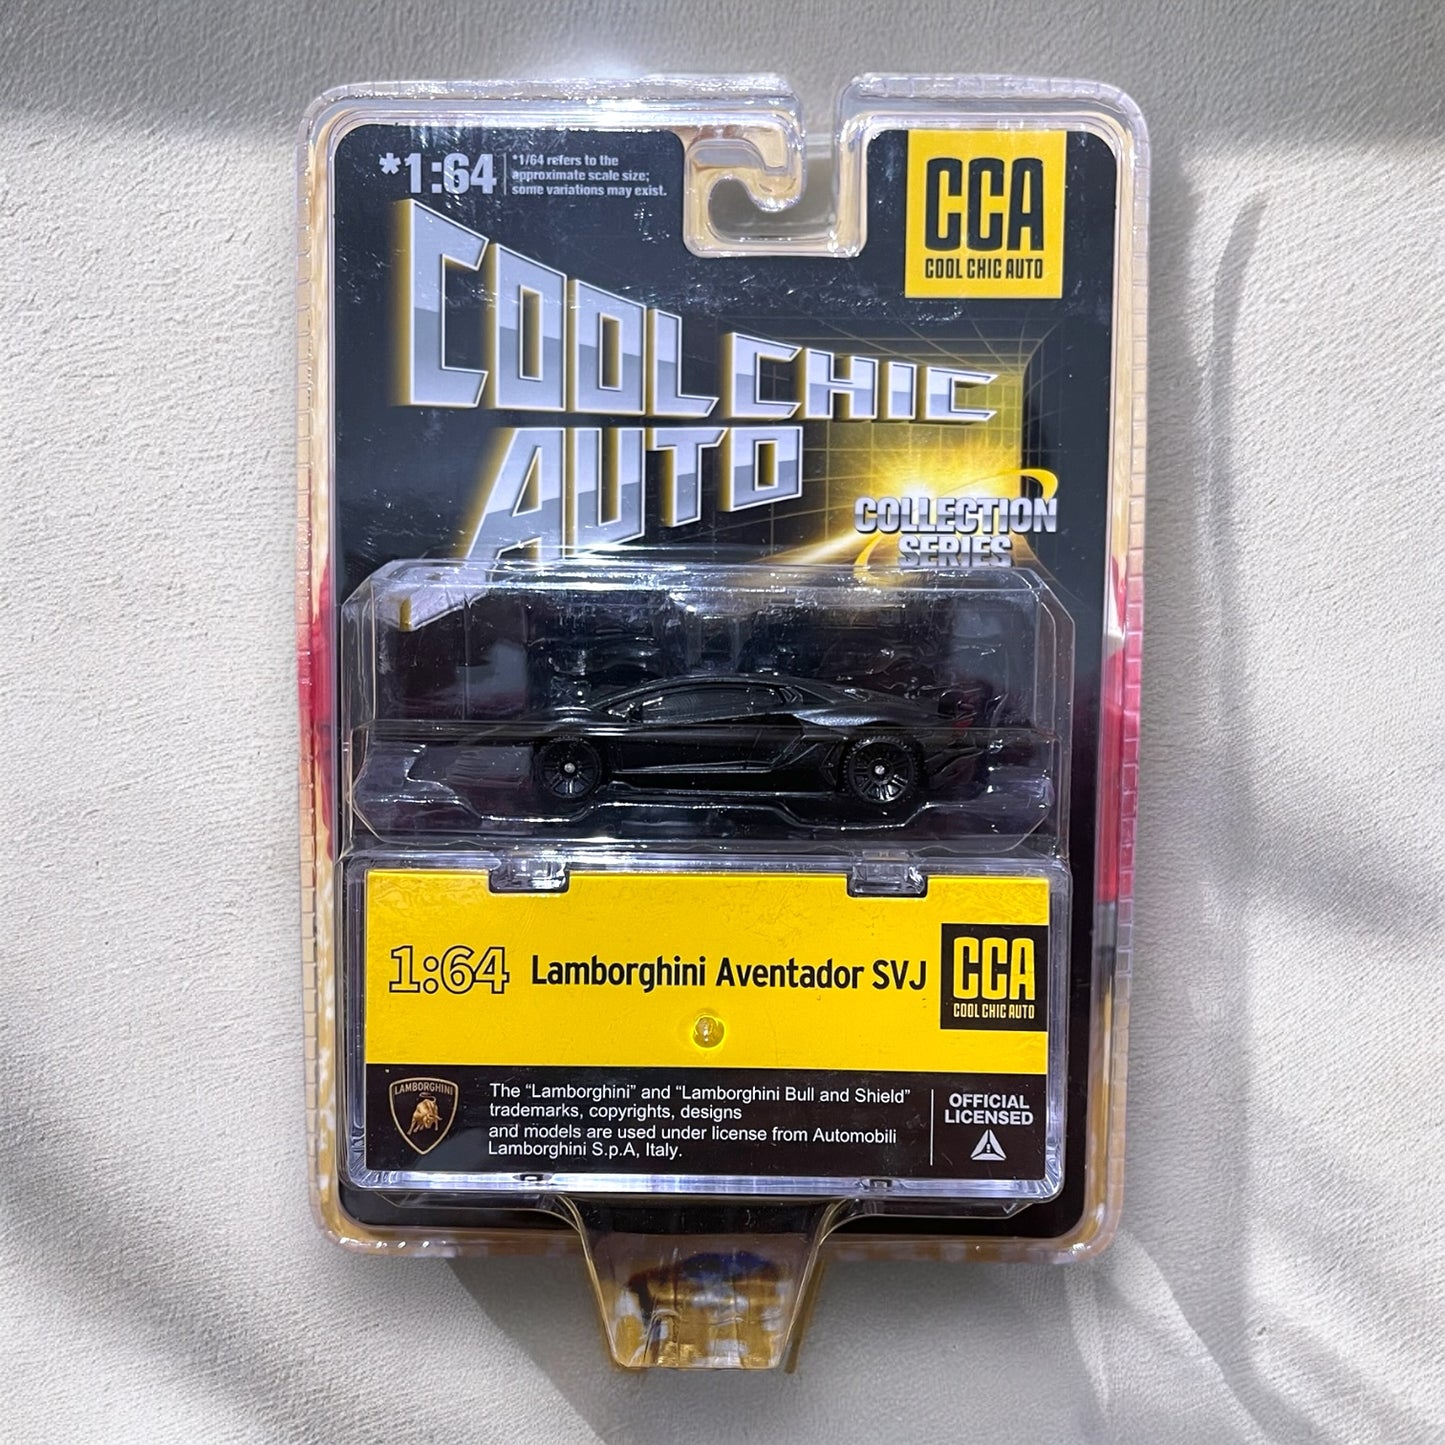 *1:64
*1/64 refers to the
approximate scale size;
some variations may exist.
CCA
COOL CHIC AUTO
COOL CHIC
AUTO
COLLECTION
SERIES
1:64 Lamborghini Aventador SVJ
CCA
COOL CHIC AUTO
LAMBORGHINI
The “Lamborghini” and “Lamborghini Bull and Shield”
trademarks, copyrights, designs
and models are used under license from Automobili
Lamborghini S.p.A, Italy.
OFFICIAL
LICENSED